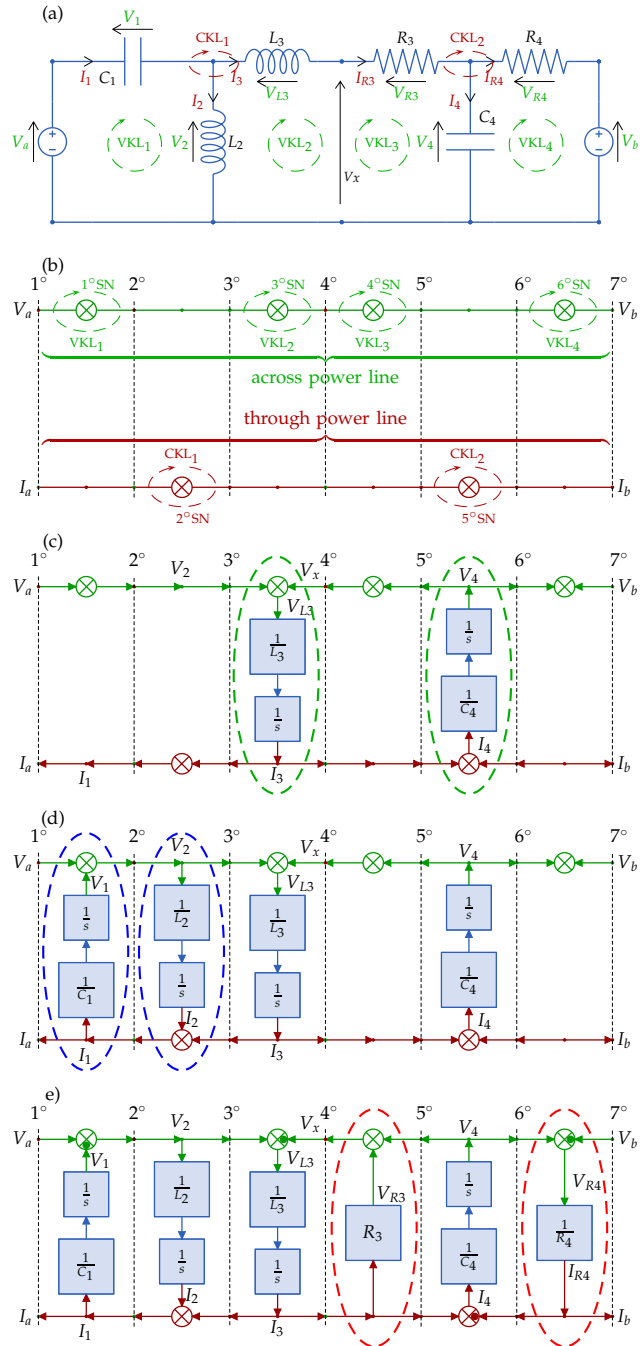 (a)
V1 CKL1 L3 R3 CKL2 R4
I1 C1 I3 IR3 IR4
I2 VL3 VR3 I4 VR4
Va VKL1 V2 L2 VKL2 Vx VKL3 V4 C4 VKL4 Vb
(b)
1° 2° 3° 4° 5° 6° 7°
1°SN 3°SN 4°SN 6°SN
Va Vb
VKL1 VKL2 VKL3 VKL4
across power line
through power line
CKL1 CKL2
Ia Ib
2°SN 5°SN
(c)
1° 2° 3° 4° 5° 6° 7°
Va V2 Vx V4 Vb
VL3
1/L3 1/s
1/s 1/C4
I4
Ia I1 I3 Ib
(d)
1° 2° 3° 4° 5° 6° 7°
Va V2 Vx V4 Vb
V1 VL3
1/s 1/L2 1/L3 1/s
1/C1 1/s 1/s 1/C4
I2 I4
Ia I1 I3 Ib
e)
1° 2° 3° 4° 5° 6° 7°
Va V2 Vx V4 Vb
V1 VL3 VR3 VR4
1/s 1/L2 1/L3 R3 1/s 1/R4
1/C1 1/s 1/s 1/C4
I2 I4 IR4
Ia I1 I3 Ib